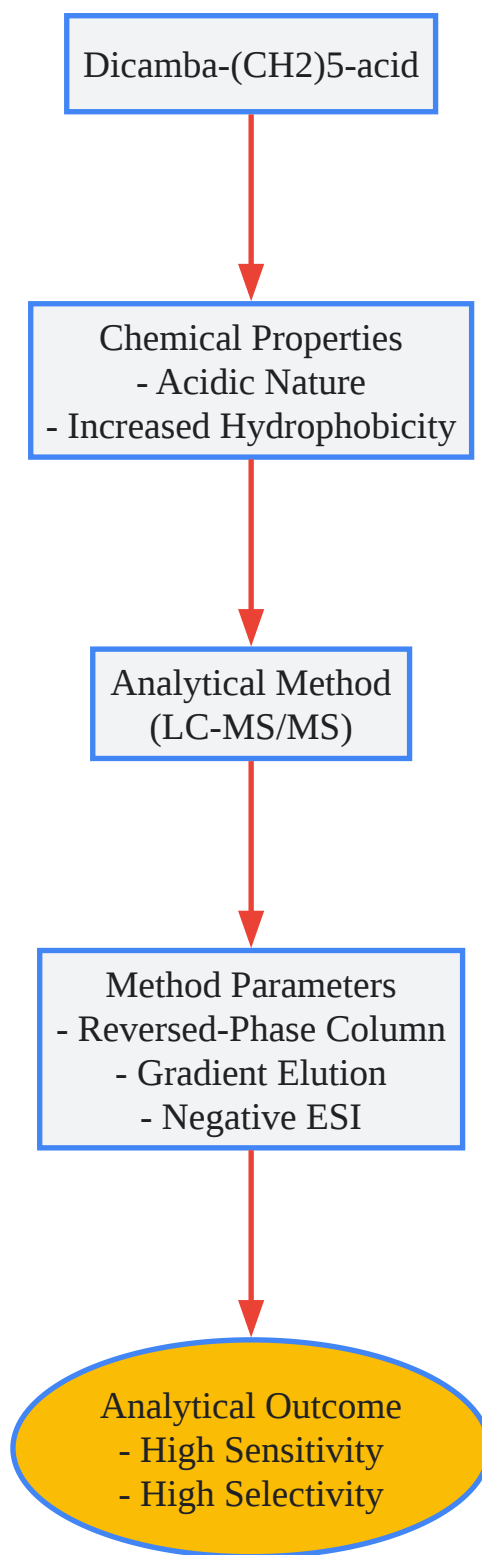 Dicamba-(CH2)5-acid
Chemical Properties
- Acidic Nature
- Increased Hydrophobicity
Analytical Method
(LC-MS/MS)
Method Parameters
- Reversed-Phase Column
- Gradient Elution
- Negative ESI
Analytical Outcome
- High Sensitivity
- High Selectivity